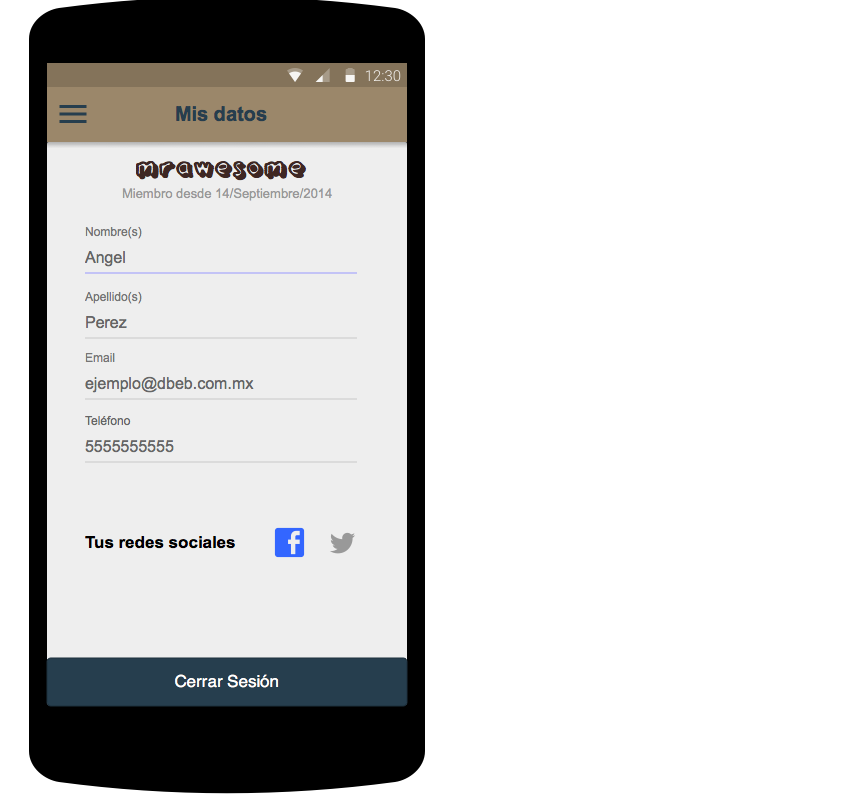 12:30
Mis datos
mrawesome
Miembro desde 14/Septiembre/2014
Nombre(s)
Angel
Apellido(s)
Perez
Email
ejemplo@dbeb.com.mx
Teléfono
5555555555
Tus redes sociales
Cerrar Sesión